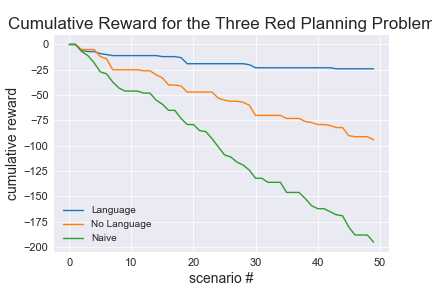 Cumulative Reward for the Three Red Planning Problem
cumulative reward
0
−25
−50
−75
−100
−125
−150
−175
−200
Language
No Language
Naive
0
10
20
30
40
50
scenario #